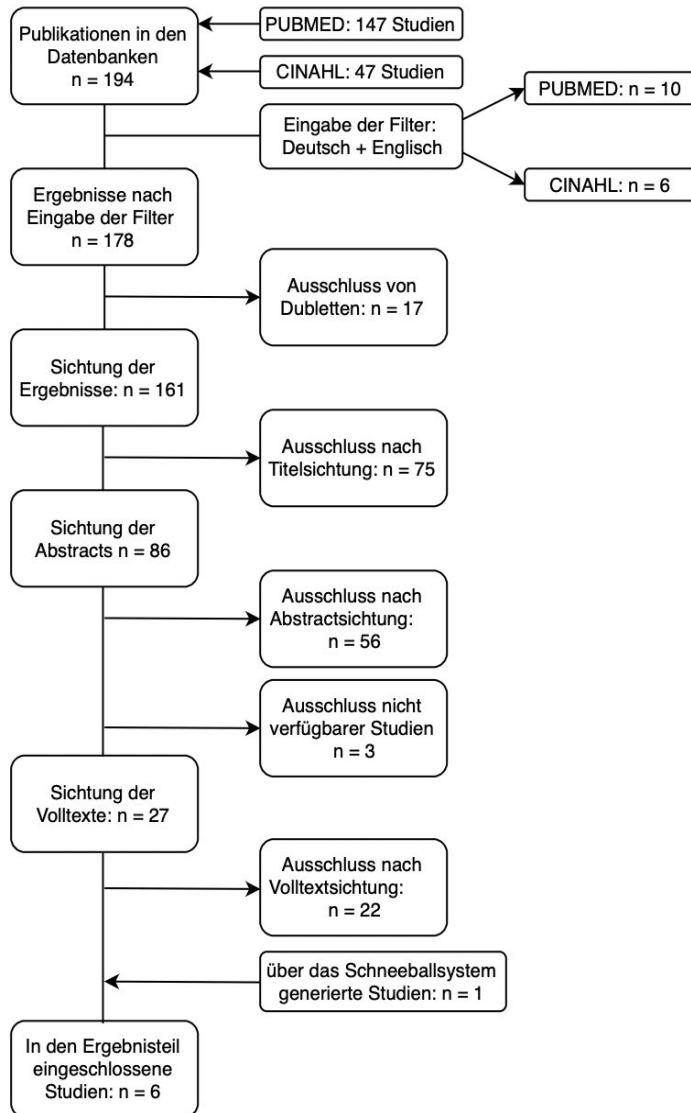 Publikationen in den
Datenbanken
n = 194
PUBMED: 147 Studien
CINAHL: 47 Studien
Eingabe der Filter:
Deutsch + Englisch
PUBMED: n = 10
CINAHL: n = 6
Ergebnisse nach
Eingabe der Filter
n = 178
Ausschluss von
Dubletten: n = 17
Sichtung der
Ergebnisse: n = 161
Ausschluss nach
Titelsichtung: n = 75
Sichtung der
Abstracts n = 86
Ausschluss nach
Abstractsichtung:
n = 56
Ausschluss nicht
verfügbarer Studien
n = 3
Sichtung der
Volltexte: n = 27
Ausschluss nach
Volltextsichtung:
n = 22
über das Schneeballsystem
generierte Studien: n = 1
In den Ergebnisteil
eingeschlossene
Studien: n = 6